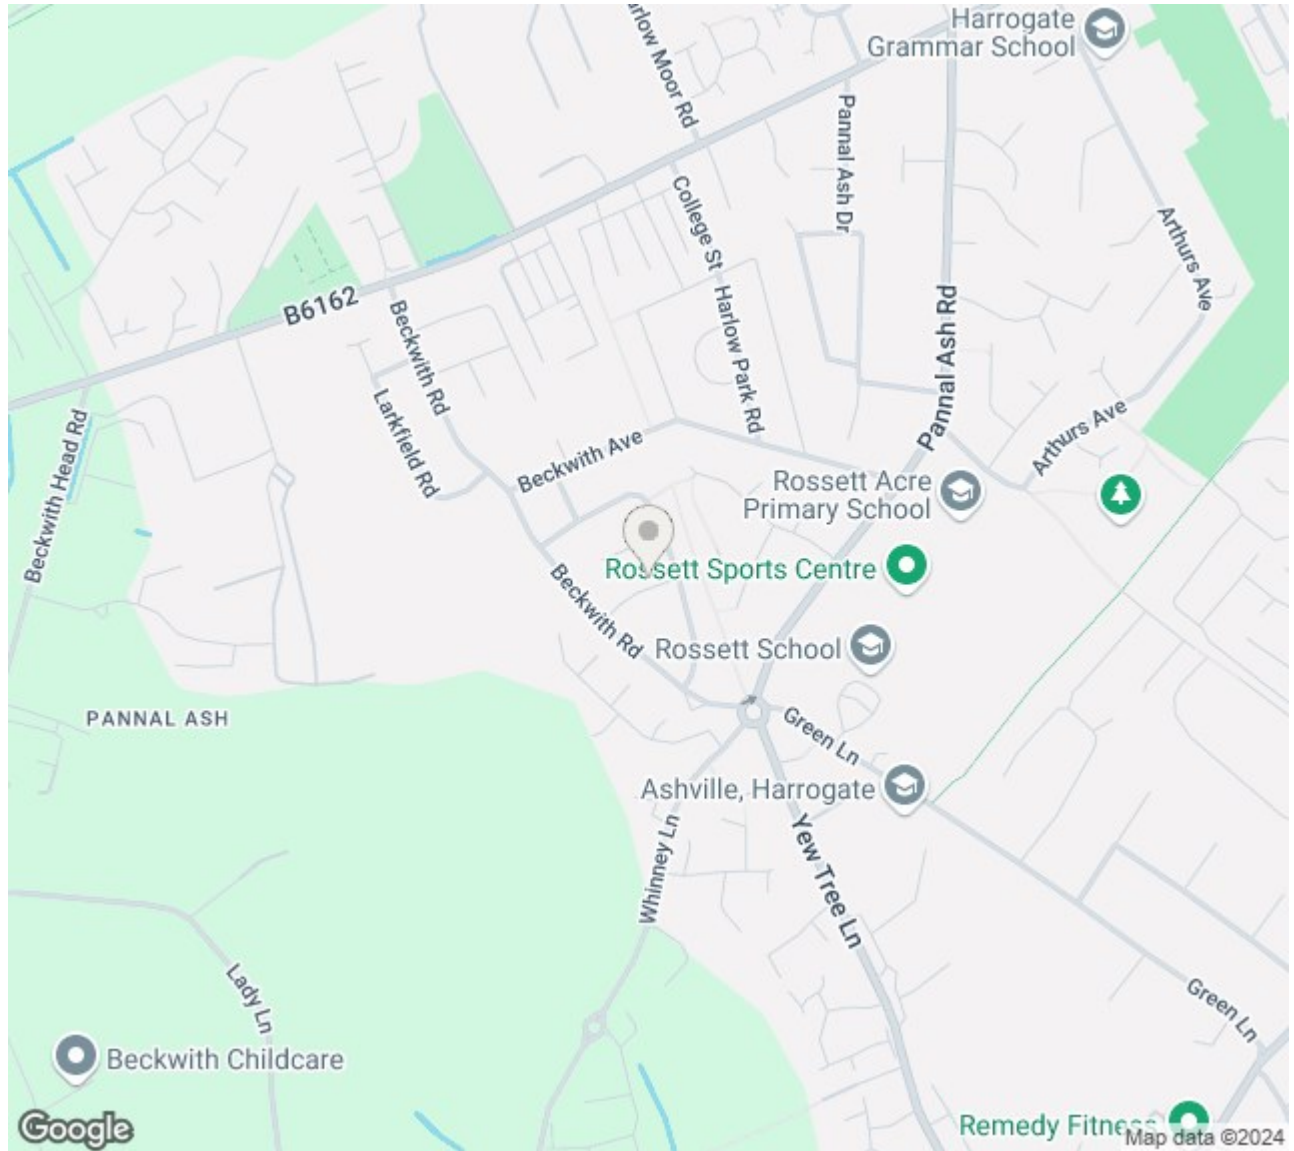 Harrogate
Grammar School
arlow Moor Rd
Pannal Ash Dr
College St
Arthurs Ave
B6162
Harlow Park Rd
Pannal Ash Rd
Beckwith Rd
Larkfield Rd
Beckwith Head Rd
Beckwith Ave
Arthurs Ave
Rossett Acre
Primary School
Rossett Sports Centre
Beckwith Rd
Rossett School
PANNAL ASH
Green Ln
Ashville, Harrogate
Whinney Ln
Yew Tree Ln
Lady Ln
Green Ln
Beckwith Childcare
Google
Remedy Fitness
Map data ©2024